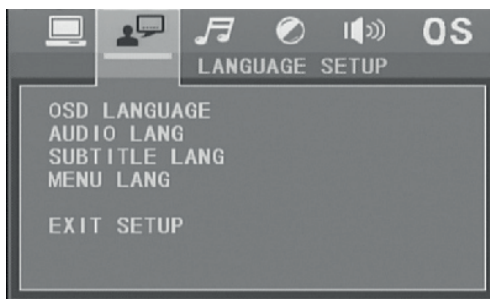 OS
LANGUAGE SETUP
OSD LANGUAGE
AUDIO LANG
SUBTITLE LANG
MENU LANG
EXIT SETUP